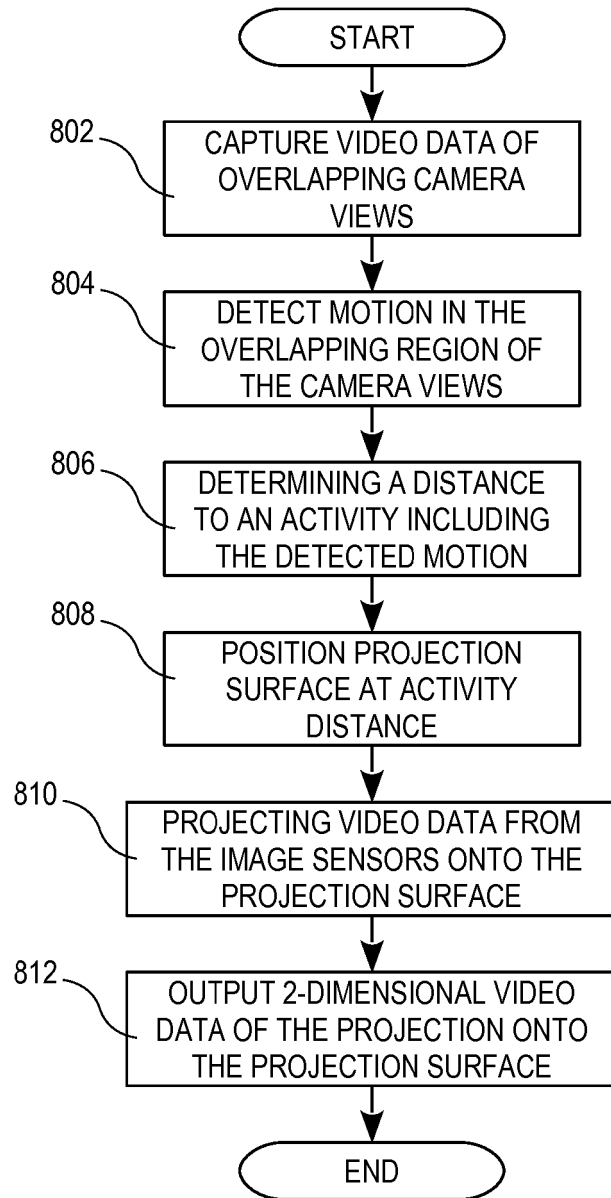 START
802
CAPTURE VIDEO DATA OF
OVERLAPPING CAMERA
VIEWS
804
DETECT MOTION IN THE
OVERLAPPING REGION OF
THE CAMERA VIEWS
806
DETERMINING A DISTANCE
TO AN ACTIVITY INCLUDING
THE DETECTED MOTION
808
POSITION PROJECTION
SURFACE AT ACTIVITY
DISTANCE
810
PROJECTING VIDEO DATA FROM
THE IMAGE SENSORS ONTO THE
PROJECTION SURFACE
812
OUTPUT 2-DIMENSIONAL VIDEO
DATA OF THE PROJECTION ONTO
THE PROJECTION SURFACE
END